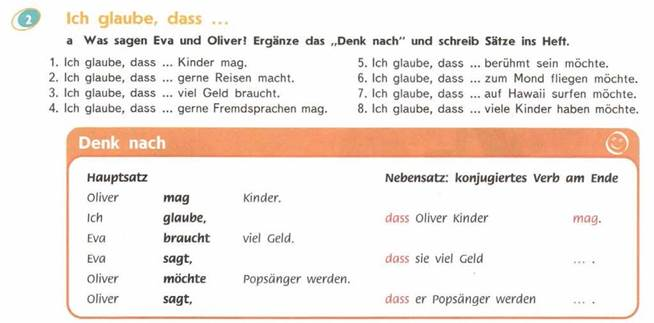 2 Ich glaube, dass ...
a Was sagen Eva und Oliver? Ergänze das „Denk nach" und schreib Sätze ins Heft.
1. Ich glaube, dass ... Kinder mag.
2. Ich glaube, dass ... gerne Reisen macht.
3. Ich glaube, dass ... viel Geld braucht.
4. Ich glaube, dass ... gerne Fremdsprachen mag.
5. Ich glaube, dass ... berühmt sein möchte.
6. Ich glaube, dass ... zum Mond fliegen möchte.
7. Ich glaube, dass ... auf Hawaii surfen möchte.
8. Ich glaube, dass ... viele Kinder haben möchte.
Denk nach
Hauptsatz Nebensatz: konjugiertes Verb am Ende
Oliver mag Kinder.
Ich glaube, dass Oliver Kinder mag.
Eva braucht viel Geld.
Eva sagt, dass sie viel Geld ... .
Oliver möchte Popsänger werden.
Oliver sagt, dass er Popsänger werden ... .